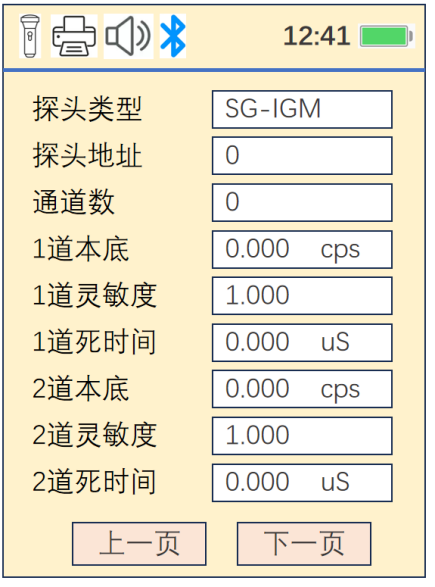 12:41
探头类型 SG-IGM
探头地址 0
通道数 0
1道本底 0.000 cps
1道灵敏度 1.000
1道死时间 0.000 uS
2道本底 0.000 cps
2道灵敏度 1.000
2道死时间 0.000 uS
上一页 下一页